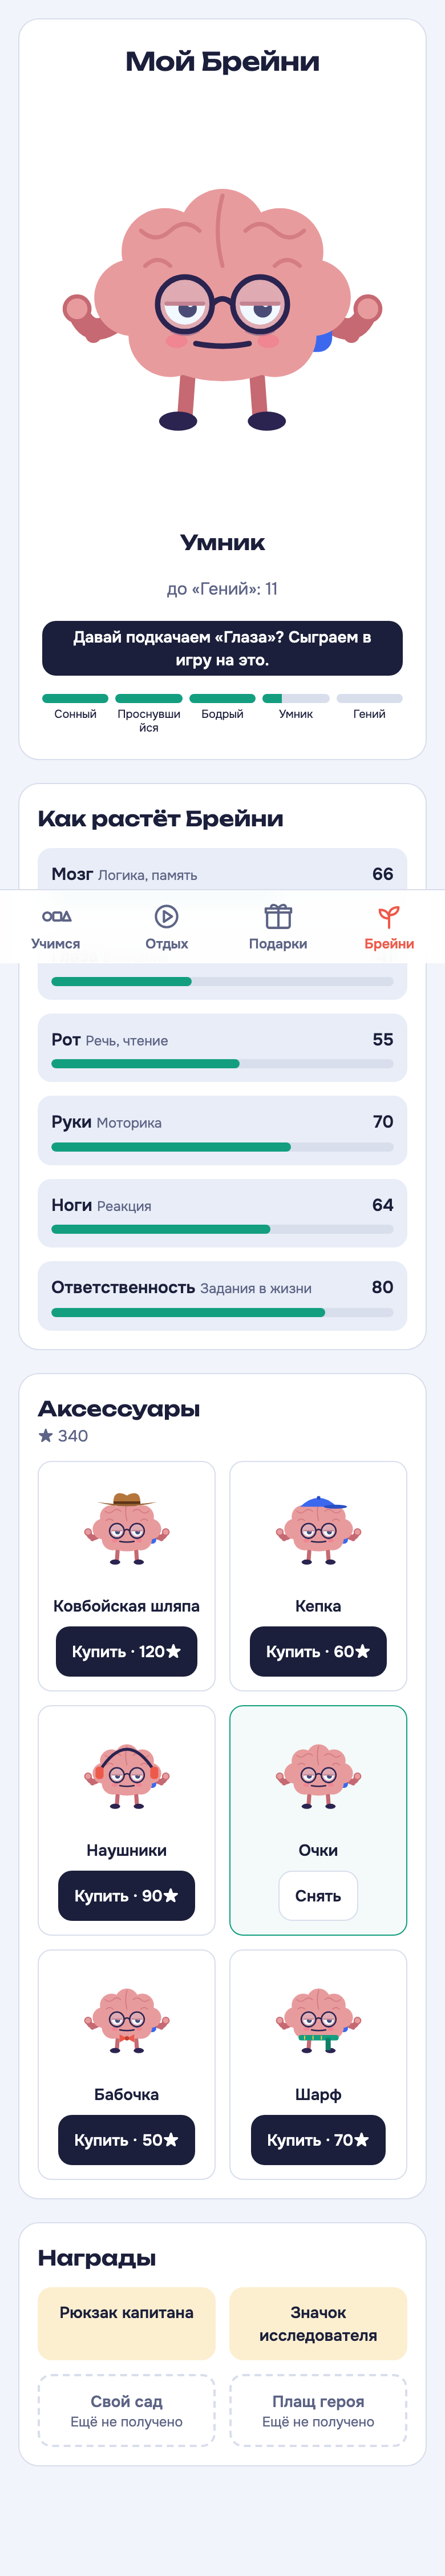 Мой Брейни
Умник
до «Гений»: 11
Давай подкачаем «Глаза»? Сыграем в
игру на это.
Сонный
Проснувши
йся
Бодрый
Умник
Гений
Как растёт Брейни
Мозг Логика, память 66
Учимся
Отдых
Подарки
Брейни
Рот Речь, чтение 55
Руки Моторика 70
Ноги Реакция 64
Ответственность Задания в жизни 80
Аксессуары
★ 340
Ковбойская шляпа
Купить · 120★
Кепка
Купить · 60★
Наушники
Купить · 90★
Очки
Снять
Бабочка
Купить · 50★
Шарф
Купить · 70★
Награды
Рюкзак капитана
Значок
исследователя
Свой сад
Ещё не получено
Плащ героя
Ещё не получено